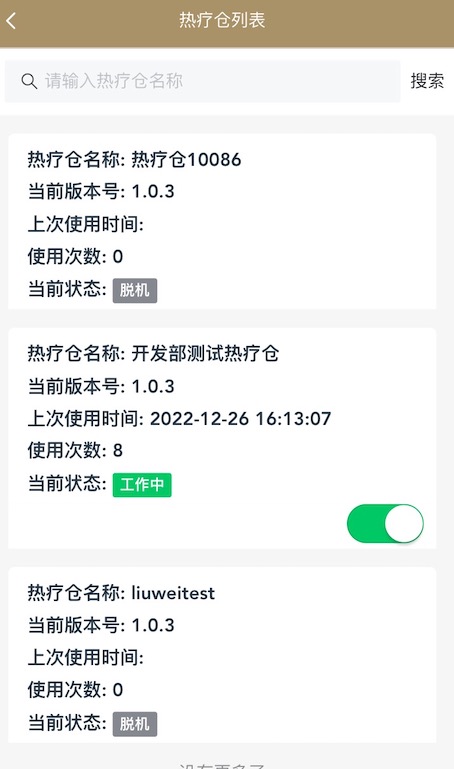 热疗仓列表
请输入热疗仓名称 搜索
热疗仓名称: 热疗仓10086
当前版本号: 1.0.3
上次使用时间:
使用次数: 0
当前状态: 脱机
热疗仓名称: 开发部测试热疗仓
当前版本号: 1.0.3
上次使用时间: 2022-12-26 16:13:07
使用次数: 8
当前状态: 工作中
热疗仓名称: liuweitest
当前版本号: 1.0.3
上次使用时间:
使用次数: 0
当前状态: 脱机
没有更多了